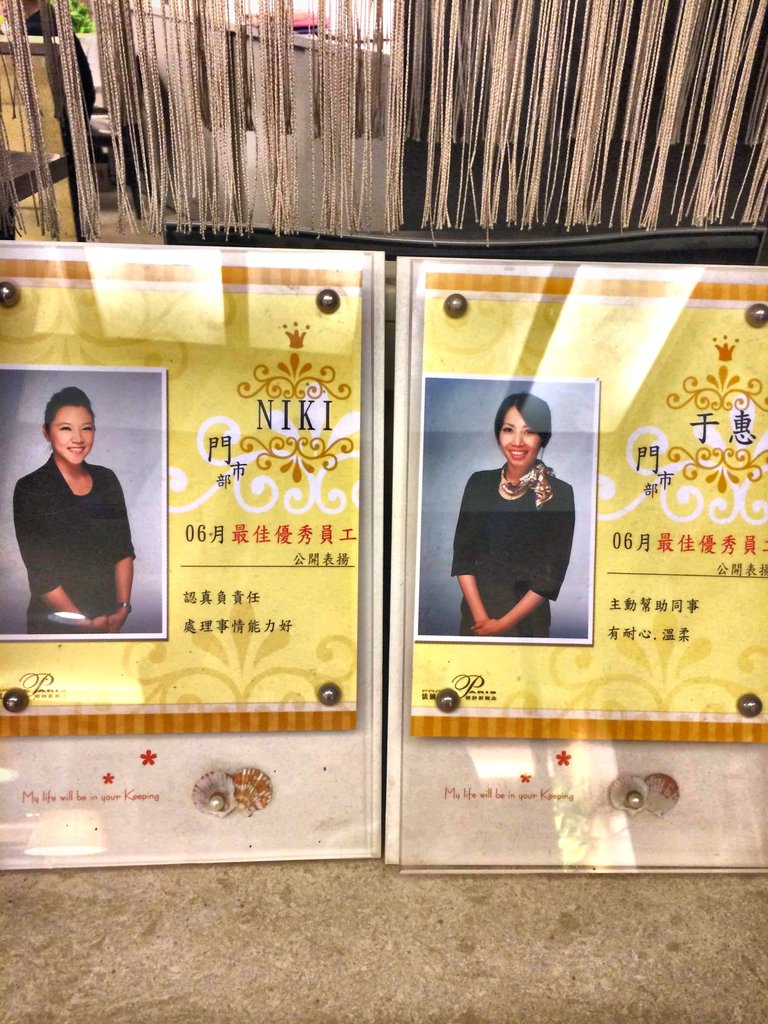 NIKI
門市部
06月最佳優秀員工
公開表揚
認真負責任
處理事情能力好
PARIS
My life will be in your Keeping
于惠
門市部
06月最佳優秀員工
公開表揚
主動幫助同事
有耐心.溫柔
PARIS
My life will be in your Keeping